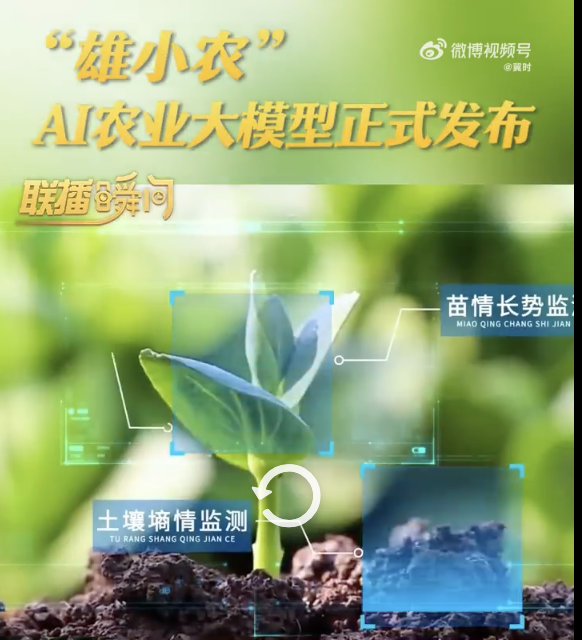 “雄小农”
微博视频号
@冀时
AI农业大模型正式发布
联播瞬间
苗情长势监测
MIAO QING CHANG SHI JIAN
土壤墒情监测
TU RANG SHANG QING JIAN CE